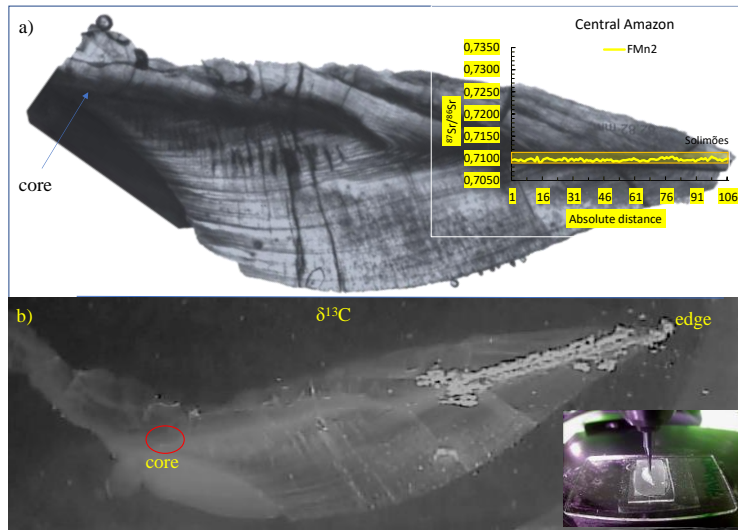 a)
core
Central Amazon
FMn2
⁸⁷Sr/⁸⁶Sr
0,7350
0,7300
0,7250
0,7200
0,7150
0,7100
0,7050
Solimões
1 16 31 46 61 76 91 106
Absolute distance
b)
δ¹³C
edge
core